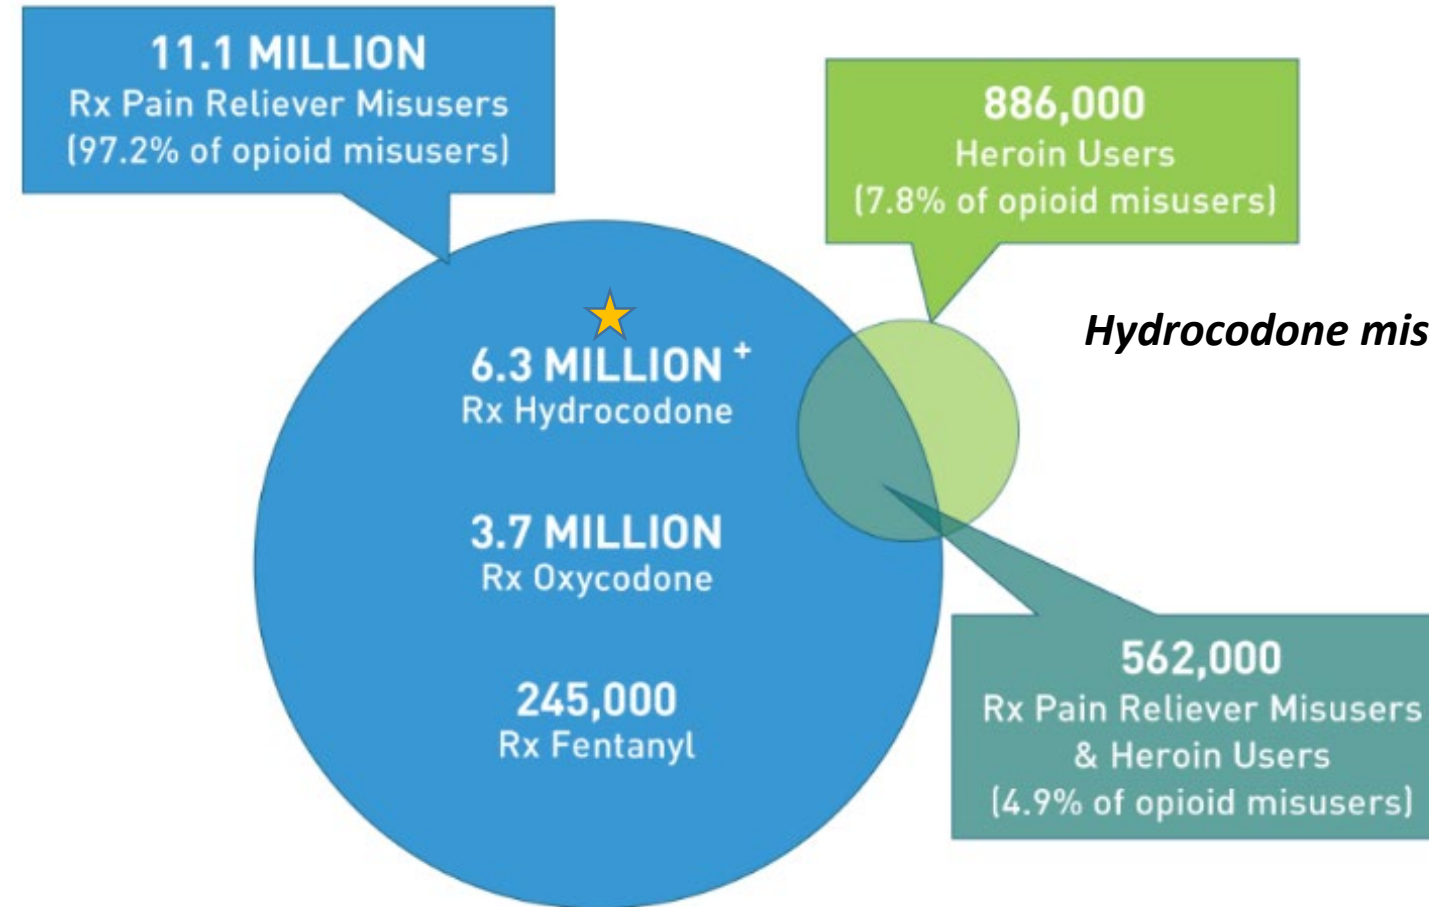 11.1 MILLION
Rx Pain Reliever Misusers
(97.2% of opioid misusers)
886,000
Heroin Users
(7.8% of opioid misusers)
Hydrocodone mis
6.3 MILLION +
Rx Hydrocodone
3.7 MILLION
Rx Oxycodone
245,000
Rx Fentanyl
562,000
Rx Pain Reliever Misusers
& Heroin Users
(4.9% of opioid misusers)